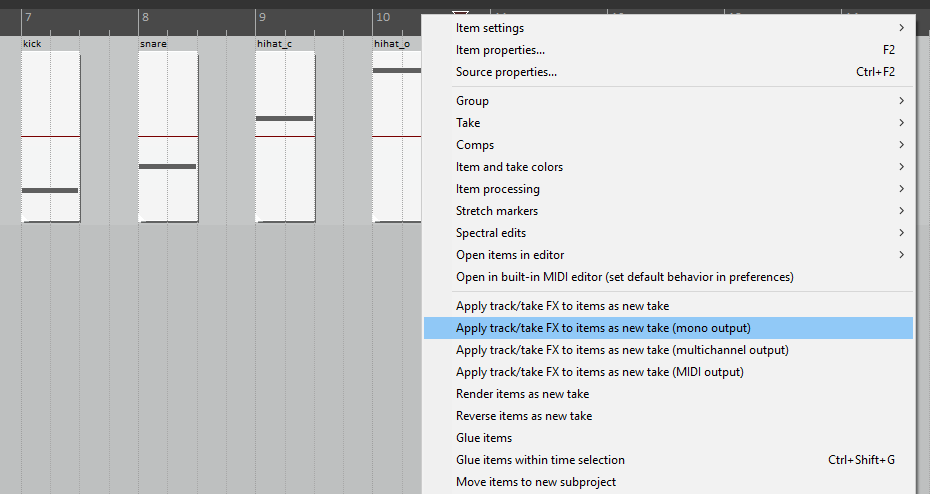 7 8 9 10 11
kick snare hihat_c hihat_o
Item settings
Item properties... F2
Source properties... Ctrl+F2
Group
Take
Comps
Item and take colors
Item processing
Stretch markers
Spectral edits
Open items in editor
Open in built-in MIDI editor (set default behavior in preferences)
Apply track/take FX to items as new take
Apply track/take FX to items as new take (mono output)
Apply track/take FX to items as new take (multichannel output)
Apply track/take FX to items as new take (MIDI output)
Render items as new take
Reverse items as new take
Glue items
Glue items within time selection Ctrl+Shift+G
Move items to new subproject